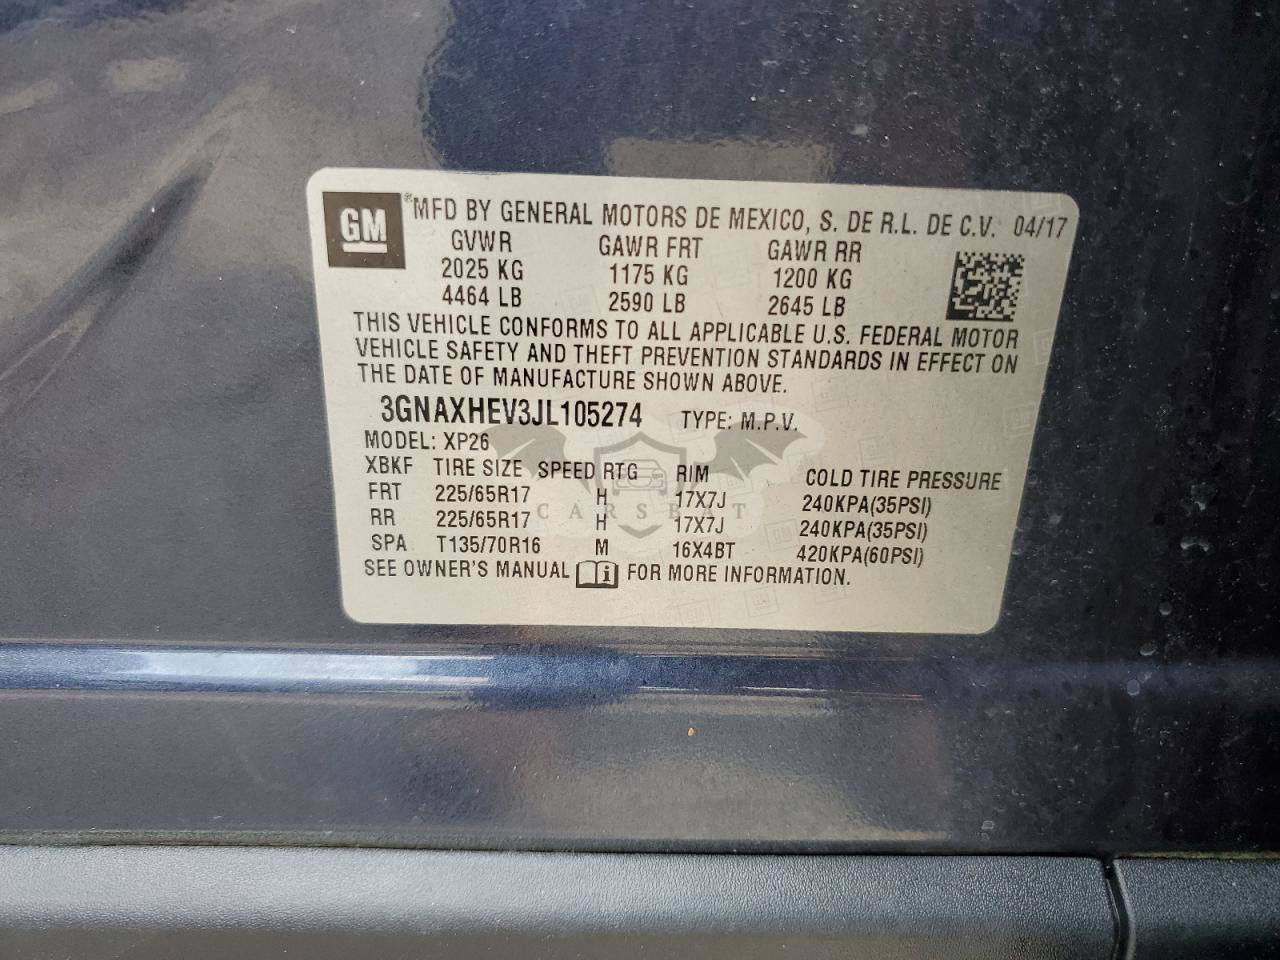 GM ® MFD BY GENERAL MOTORS DE MEXICO, S. DE R.L. DE C.V. 04/17
GVWR GAWR FRT GAWR RR
2025 KG 1175 KG 1200 KG
4464 LB 2590 LB 2645 LB
THIS VEHICLE CONFORMS TO ALL APPLICABLE U.S. FEDERAL MOTOR
VEHICLE SAFETY AND THEFT PREVENTION STANDARDS IN EFFECT ON
THE DATE OF MANUFACTURE SHOWN ABOVE.
3GNAXHEV3JL105274 TYPE: M.P.V.
MODEL: XP26
XBKF TIRE SIZE SPEED RTG RIM COLD TIRE PRESSURE
FRT 225/65R17 H 17X7J 240KPA(35PSI)
CARSBAT
RR 225/65R17 H 17X7J 240KPA(35PSI)
SPA T135/70R16 M 16X4BT 420KPA(60PSI)
SEE OWNER'S MANUAL i FOR MORE INFORMATION.